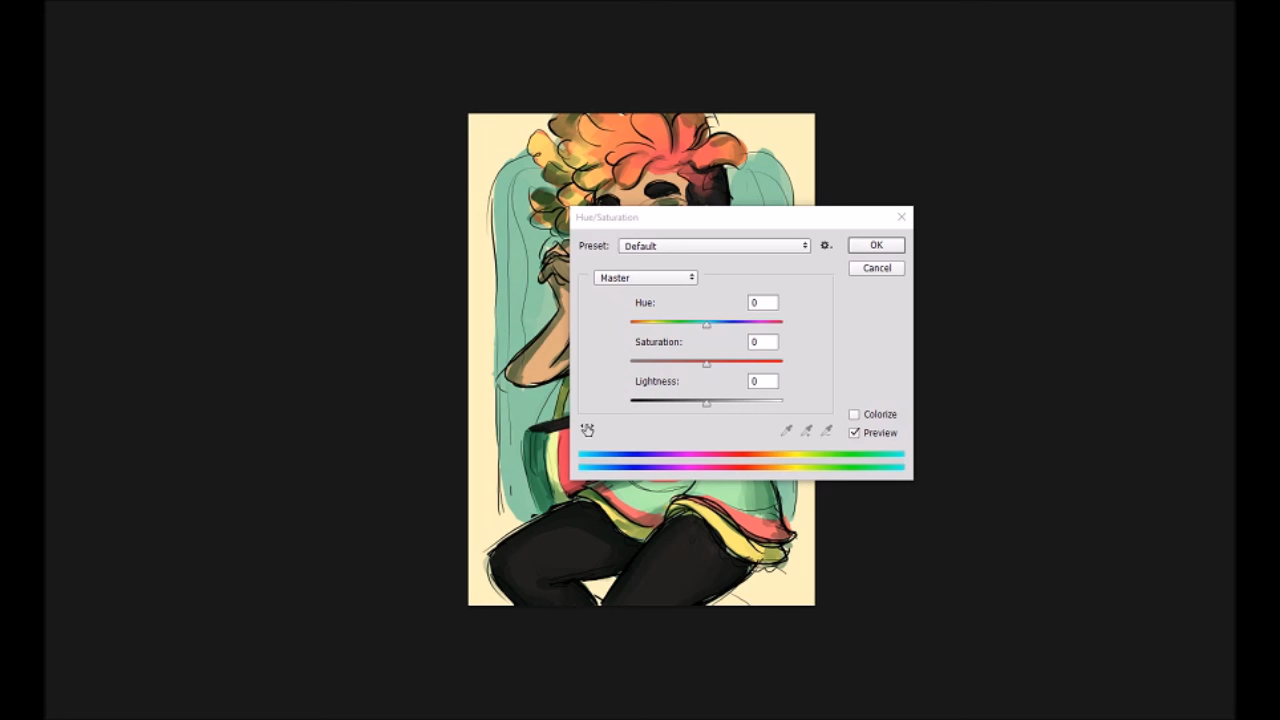 Hue/Saturation
Preset: Default OK
Cancel
Master
Hue: 0
Saturation: 0
Lightness: 0
Colorize
Preview